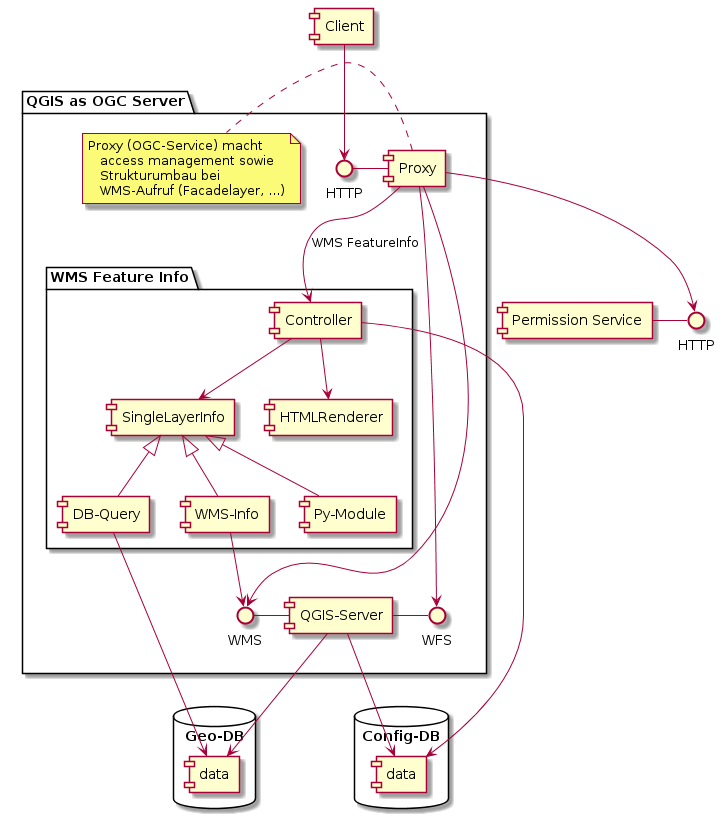 Client
QGIS as OGC Server
Proxy (OGC-Service) macht
access management sowie
Strukturumbau bei
WMS-Aufruf (Facadelayer, ...)
Proxy
HTTP
WMS FeatureInfo
WMS Feature Info
Controller
Permission Service
HTTP
SingleLayerInfo
HTMLRenderer
DB-Query
WMS-Info
Py-Module
QGIS-Server
WMS
WFS
Geo-DB
Config-DB
data
data